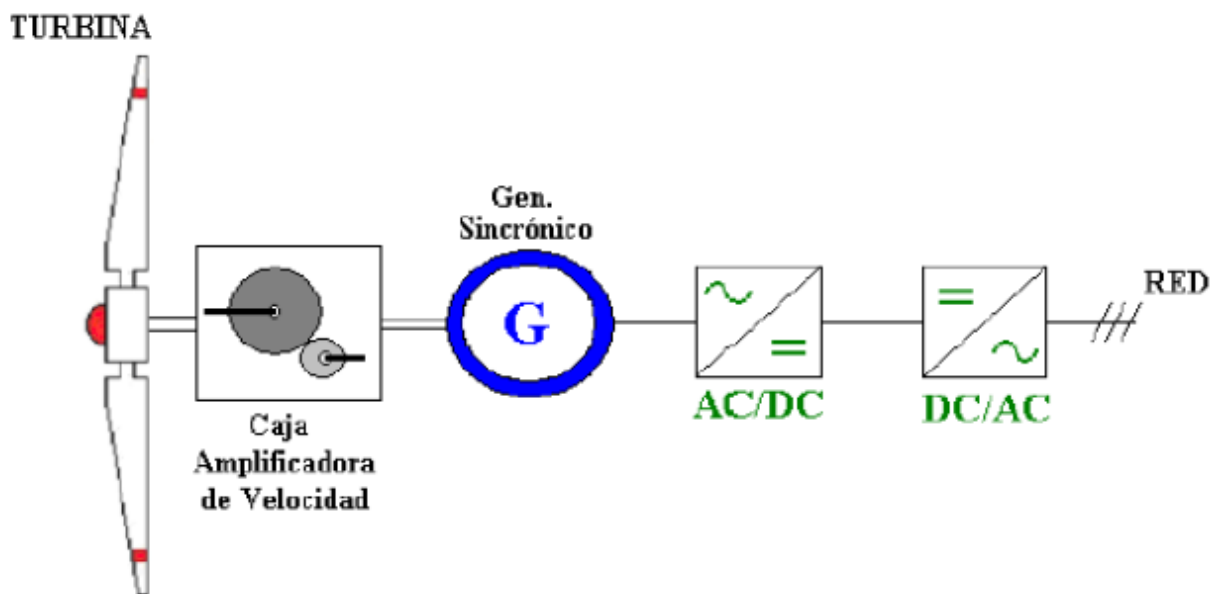 TURBINA
Gen.
Sincrónico
G
RED
AC/DC
DC/AC
Caja
Amplificadora
de Velocidad